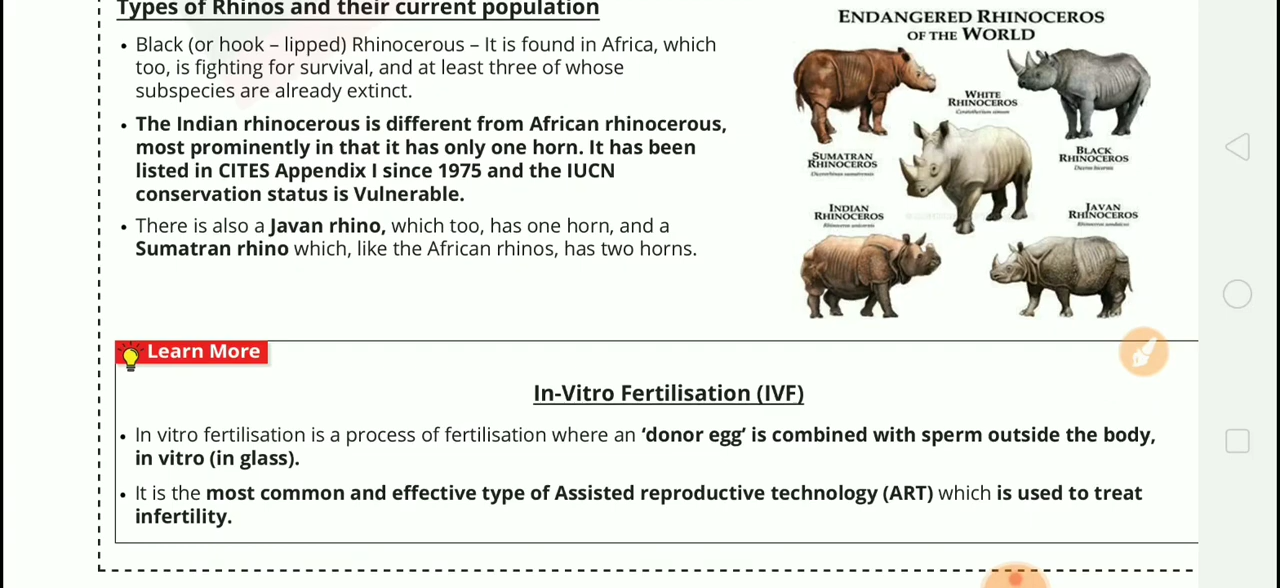 Types of Rhinos and their current population
• Black (or hook – lipped) Rhinocerous – It is found in Africa, which
too, is fighting for survival, and at least three of whose
subspecies are already extinct.
• The Indian rhinocerous is different from African rhinocerous,
most prominently in that it has only one horn. It has been
listed in CITES Appendix I since 1975 and the IUCN
conservation status is Vulnerable.
• There is also a Javan rhino, which too, has one horn, and a
Sumatran rhino which, like the African rhinos, has two horns.
ENDANGERED RHINOCEROS
OF THE WORLD
WHITE
RHINOCEROS
SUMATRAN
RHINOCEROS
BLACK
RHINOCEROS
INDIAN
RHINOCEROS
JAVAN
RHINOCEROS
Learn More
In-Vitro Fertilisation (IVF)
• In vitro fertilisation is a process of fertilisation where an ‘donor egg’ is combined with sperm outside the body,
in vitro (in glass).
• It is the most common and effective type of Assisted reproductive technology (ART) which is used to treat
infertility.